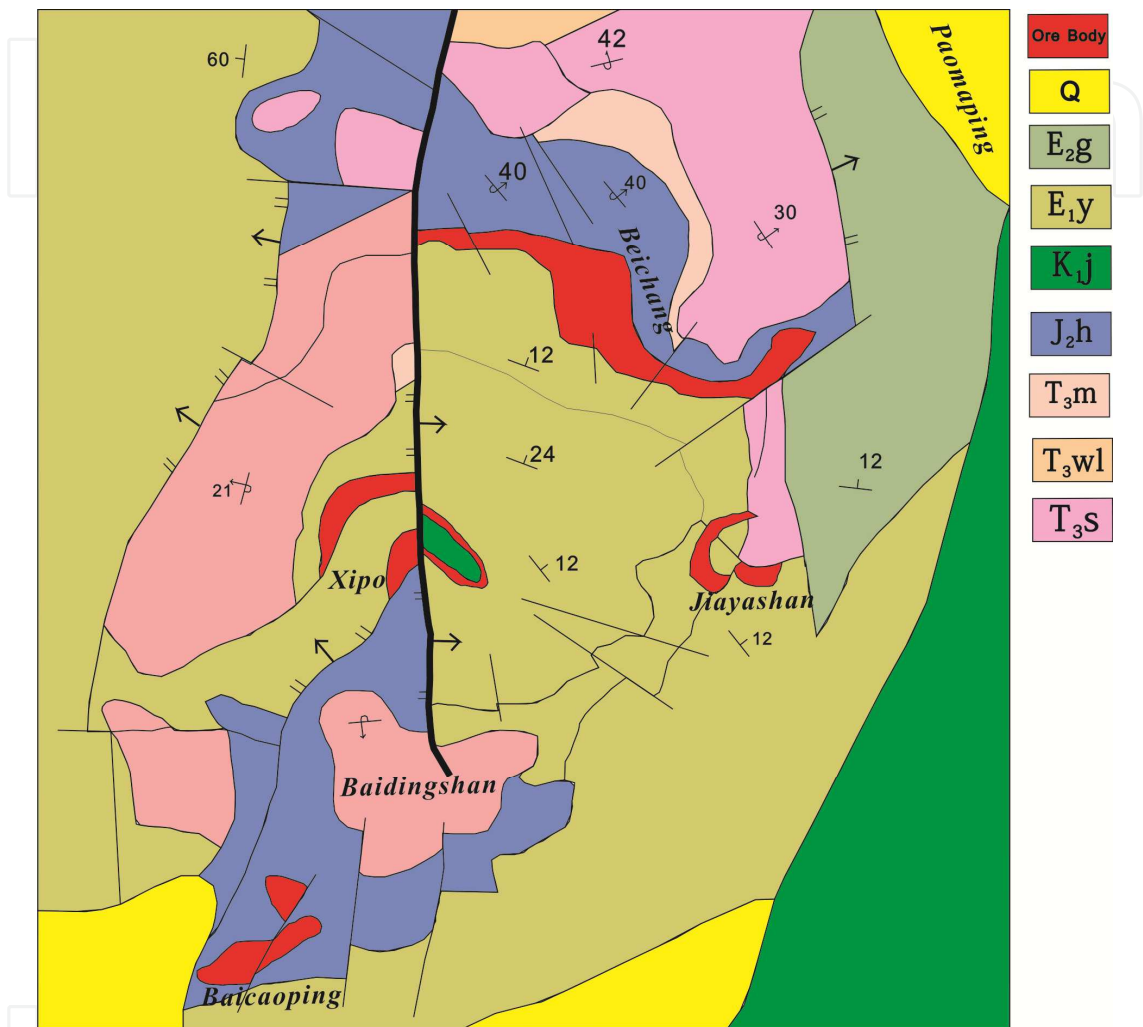 42
60
Paomaping
40
40
30
Beichang
12
24
12
21
12
Xipo
Jiayashan
12
Baidingshan
Baicaoping
Ore Body
Q
E₂g
E₁y
K₁j
J₂h
T₃m
T₃wl
T₃s